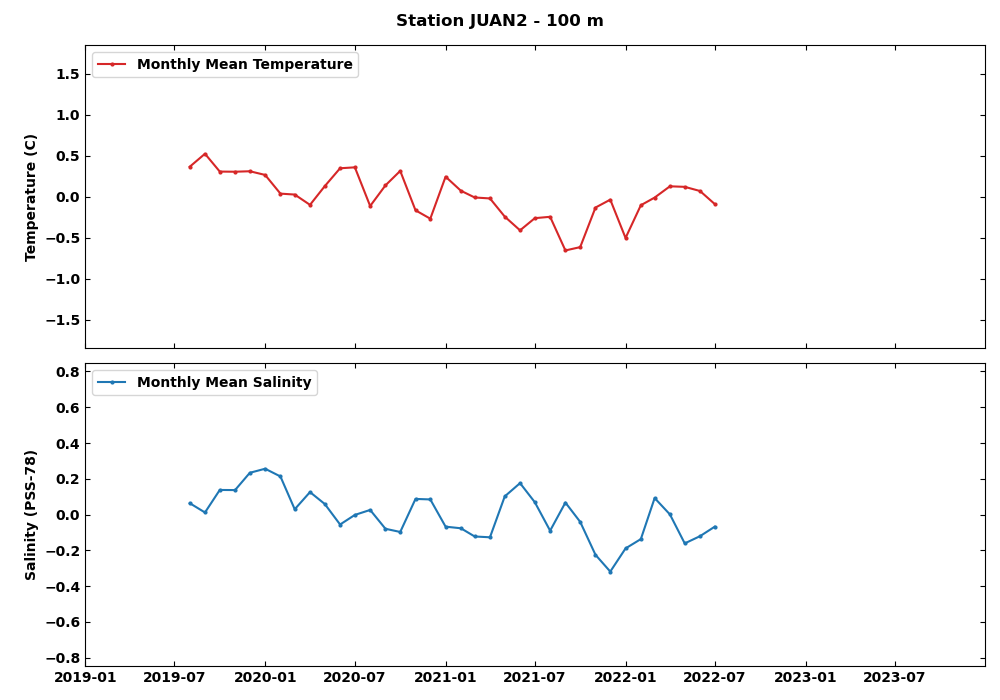 Station JUAN2 - 100 m
Monthly Mean Temperature
Temperature (C)
1.5
1.0
0.5
0.0
−0.5
−1.0
−1.5
Monthly Mean Salinity
Salinity (PSS-78)
0.8
0.6
0.4
0.2
0.0
−0.2
−0.4
−0.6
−0.8
2019-01 2019-07 2020-01 2020-07 2021-01 2021-07 2022-01 2022-07 2023-01 2023-07